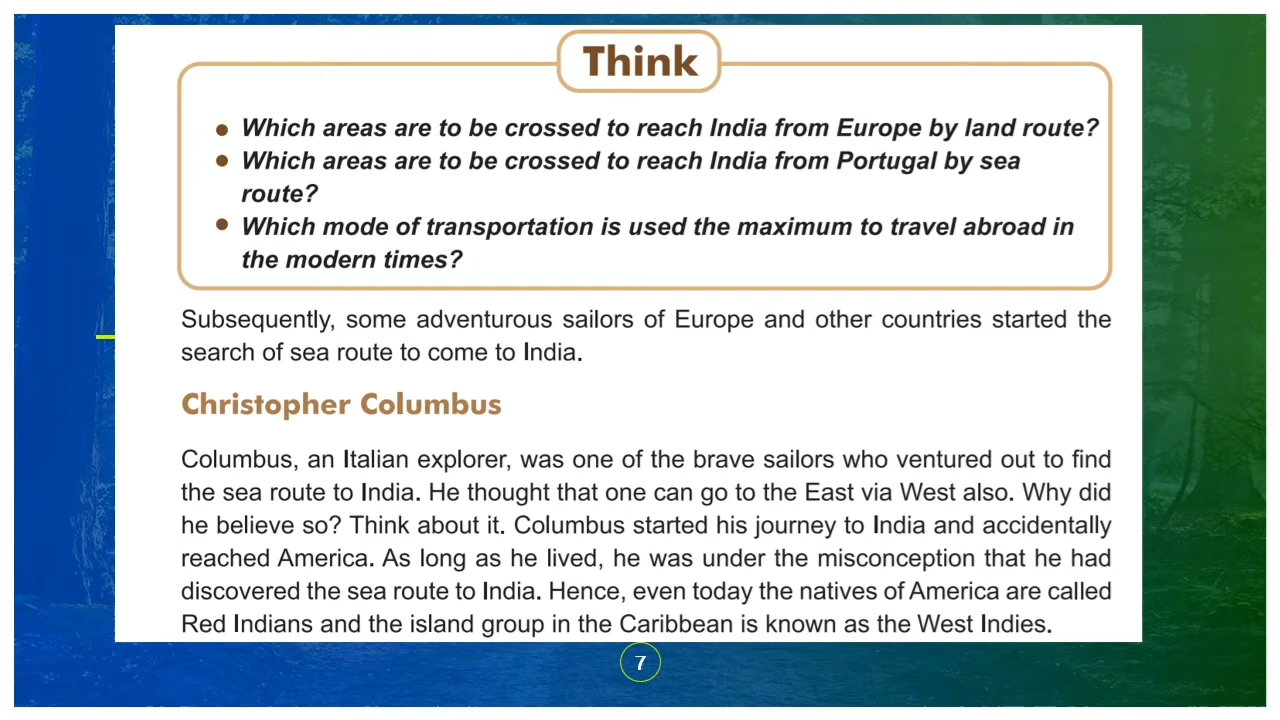 Think
• Which areas are to be crossed to reach India from Europe by land route?
• Which areas are to be crossed to reach India from Portugal by sea
route?
• Which mode of transportation is used the maximum to travel abroad in
the modern times?
Subsequently, some adventurous sailors of Europe and other countries started the
search of sea route to come to India.
Christopher Columbus
Columbus, an Italian explorer, was one of the brave sailors who ventured out to find
the sea route to India. He thought that one can go to the East via West also. Why did
he believe so? Think about it. Columbus started his journey to India and accidentally
reached America. As long as he lived, he was under the misconception that he had
discovered the sea route to India. Hence, even today the natives of America are called
Red Indians and the island group in the Caribbean is known as the West Indies.
7